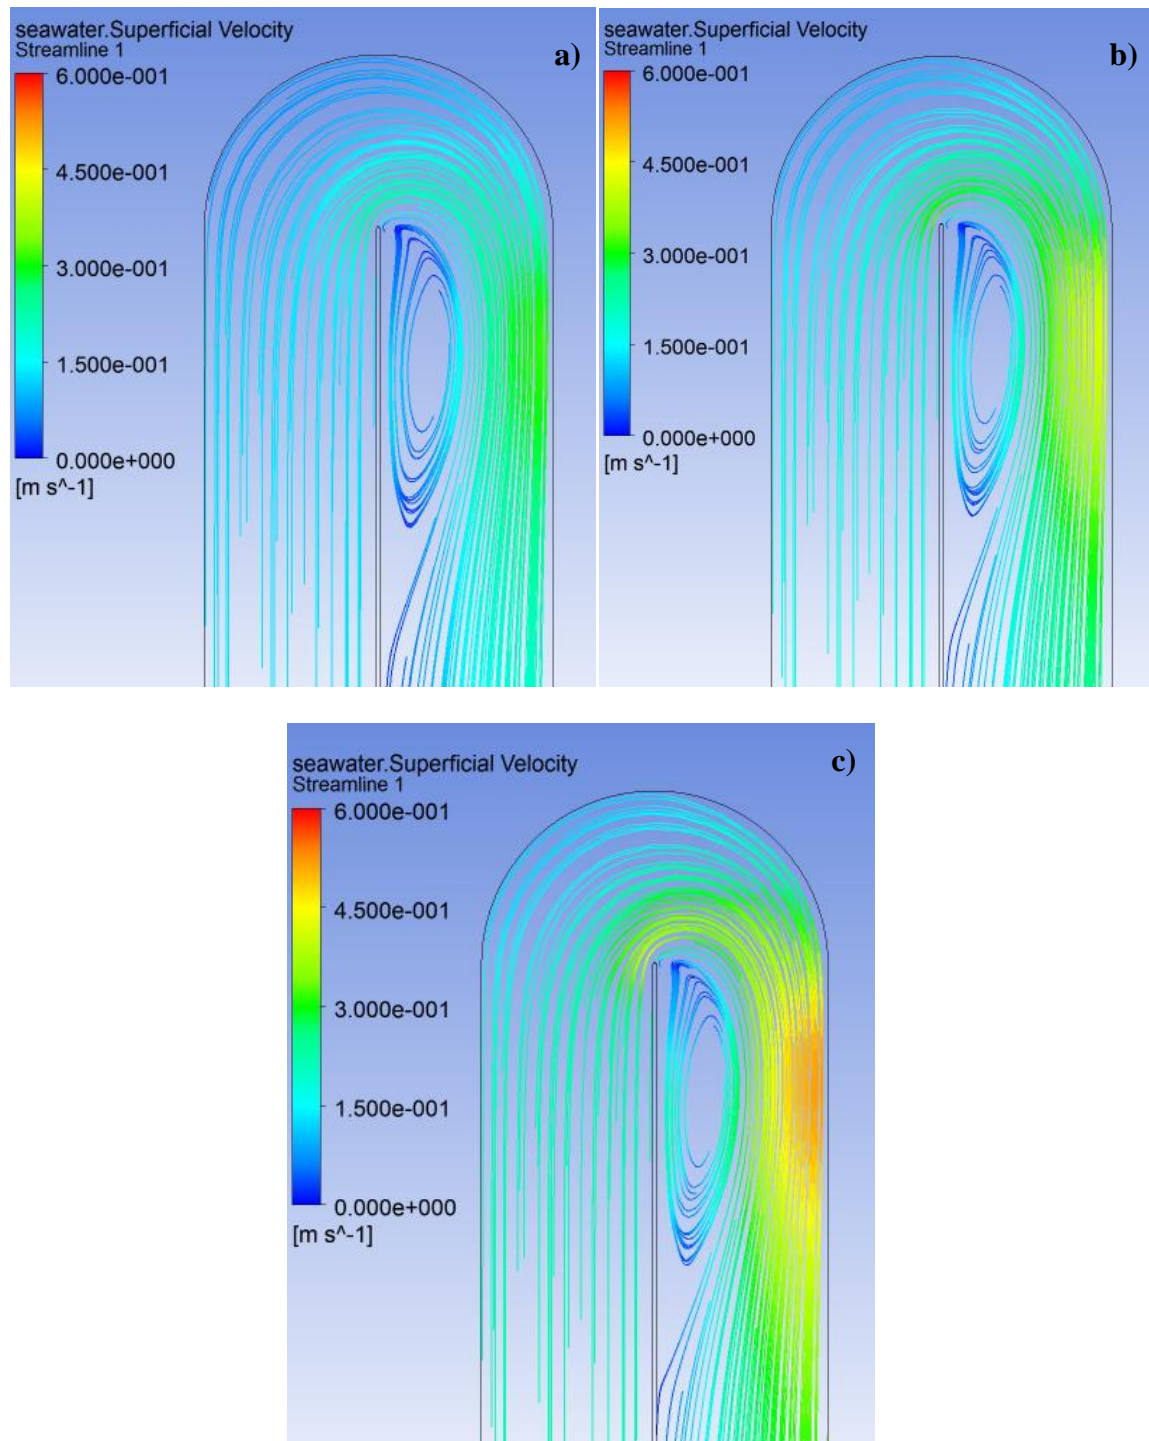 seawater.Superficial Velocity
Streamline 1
a)
6.000e-001
4.500e-001
3.000e-001
1.500e-001
0.000e+000
[m s^-1]
seawater.Superficial Velocity
Streamline 1
b)
6.000e-001
4.500e-001
3.000e-001
1.500e-001
0.000e+000
[m s^-1]
seawater.Superficial Velocity
Streamline 1
c)
6.000e-001
4.500e-001
3.000e-001
1.500e-001
0.000e+000
[m s^-1]